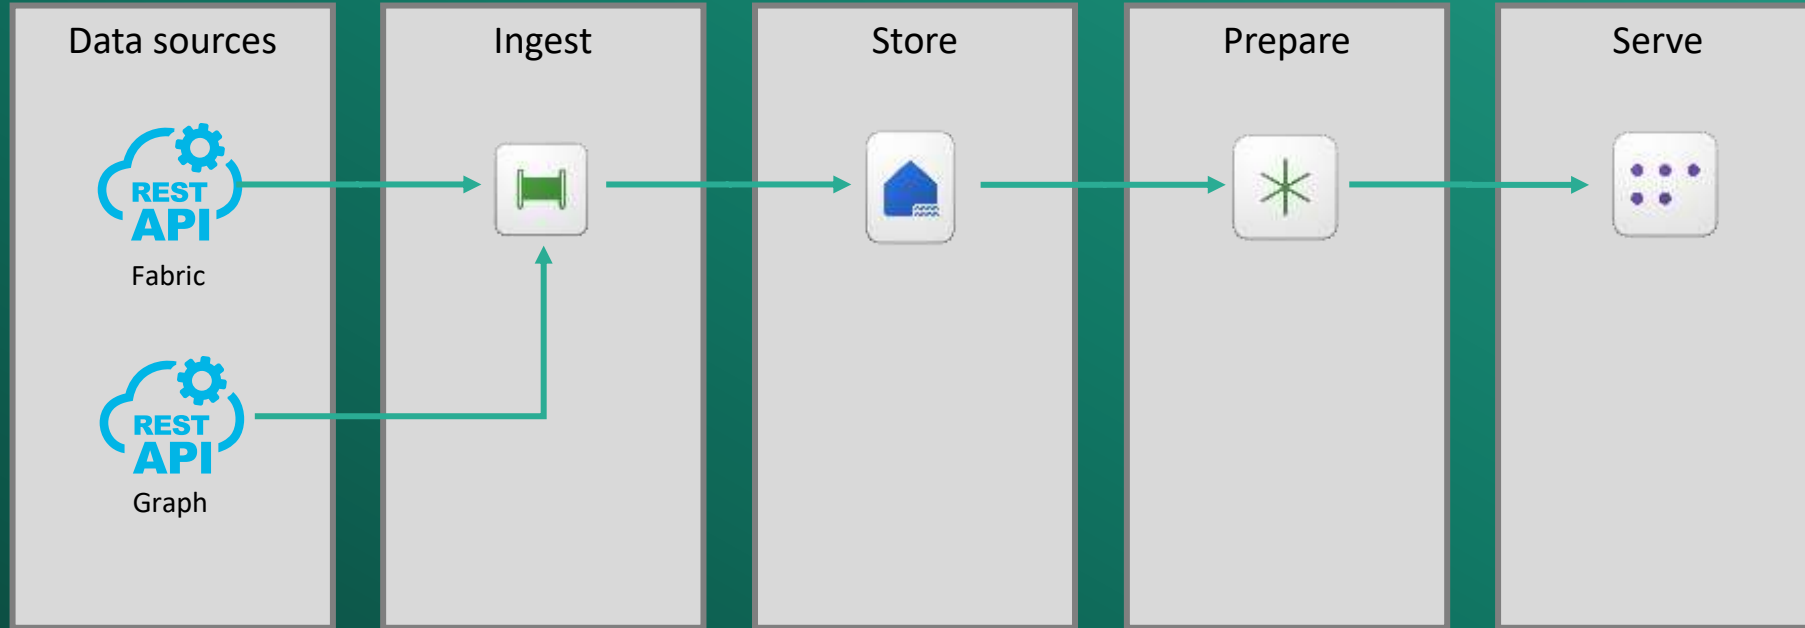 Data sources
Ingest
Store
Prepare
Serve
REST
API
Fabric
REST
API
Graph